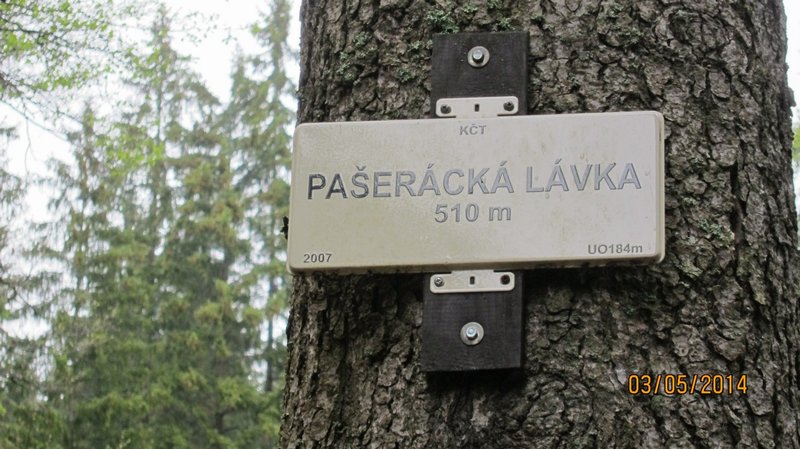 KČT
PAŠERÁCKÁ LÁVKA
510 m
2007 UO184m
03/05/2014